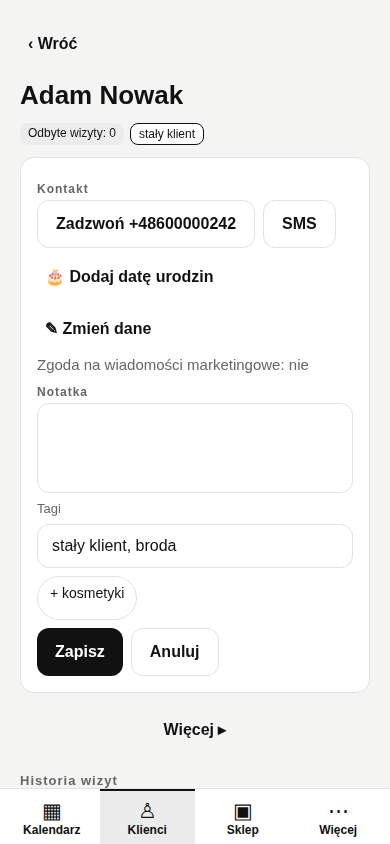 ‹ Wróć
Adam Nowak
Odbyte wizyty: 0 stały klient
Kontakt
Zadzwoń +48600000242 SMS
🎂 Dodaj datę urodzin
✎ Zmień dane
Zgoda na wiadomości marketingowe: nie
Notatka
Tagi
stały klient, broda
+ kosmetyki
Zapisz Anuluj
Więcej ▸
Historia wizyt
Kalendarz Klienci Sklep Więcej